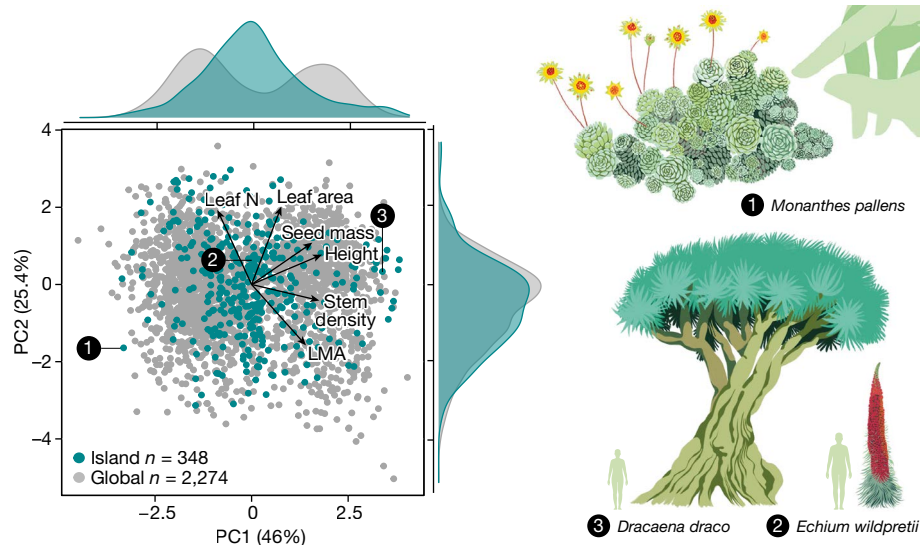 4
2
0
−2
−4
PC2 (25.4%)
Leaf N
Leaf area
Seed mass
Height
Stem
density
LMA
1
2
3
Island n = 348
Global n = 2,274
−2.5
0
2.5
PC1 (46%)
1 Monanthes pallens
3 Dracaena draco
2 Echium wildpretii